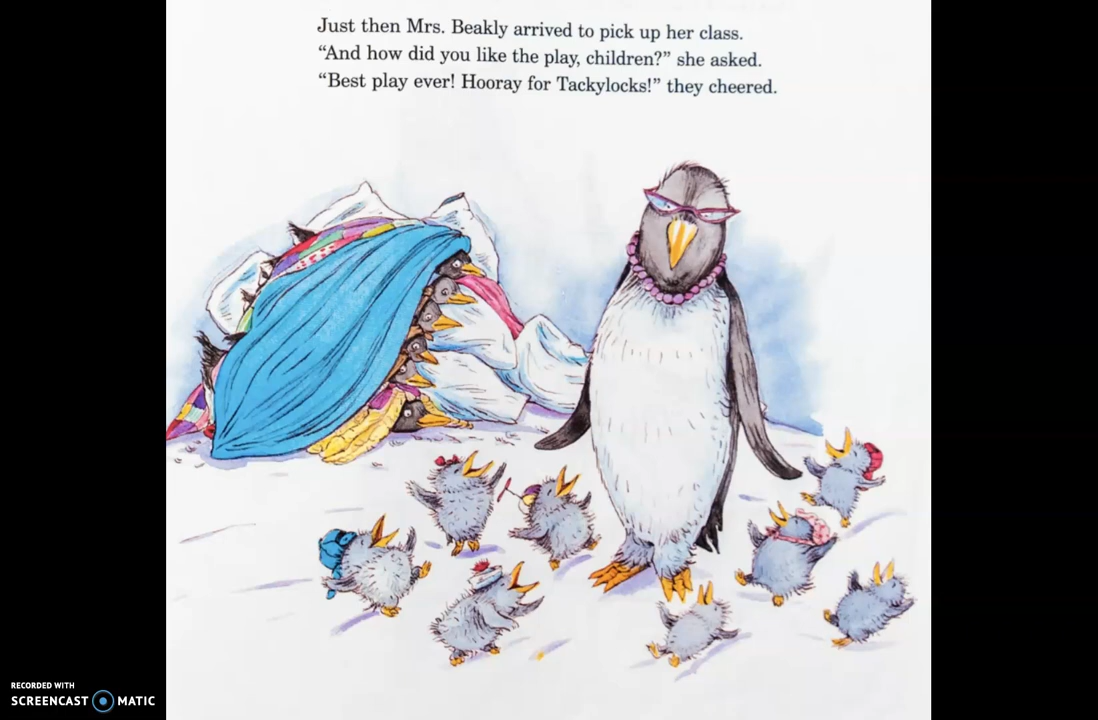 Just then Mrs. Beakly arrived to pick up her class.
“And how did you like the play, children?” she asked.
“Best play ever! Hooray for Tackylocks!” they cheered.
RECORDED WITH
SCREENCAST MATIC